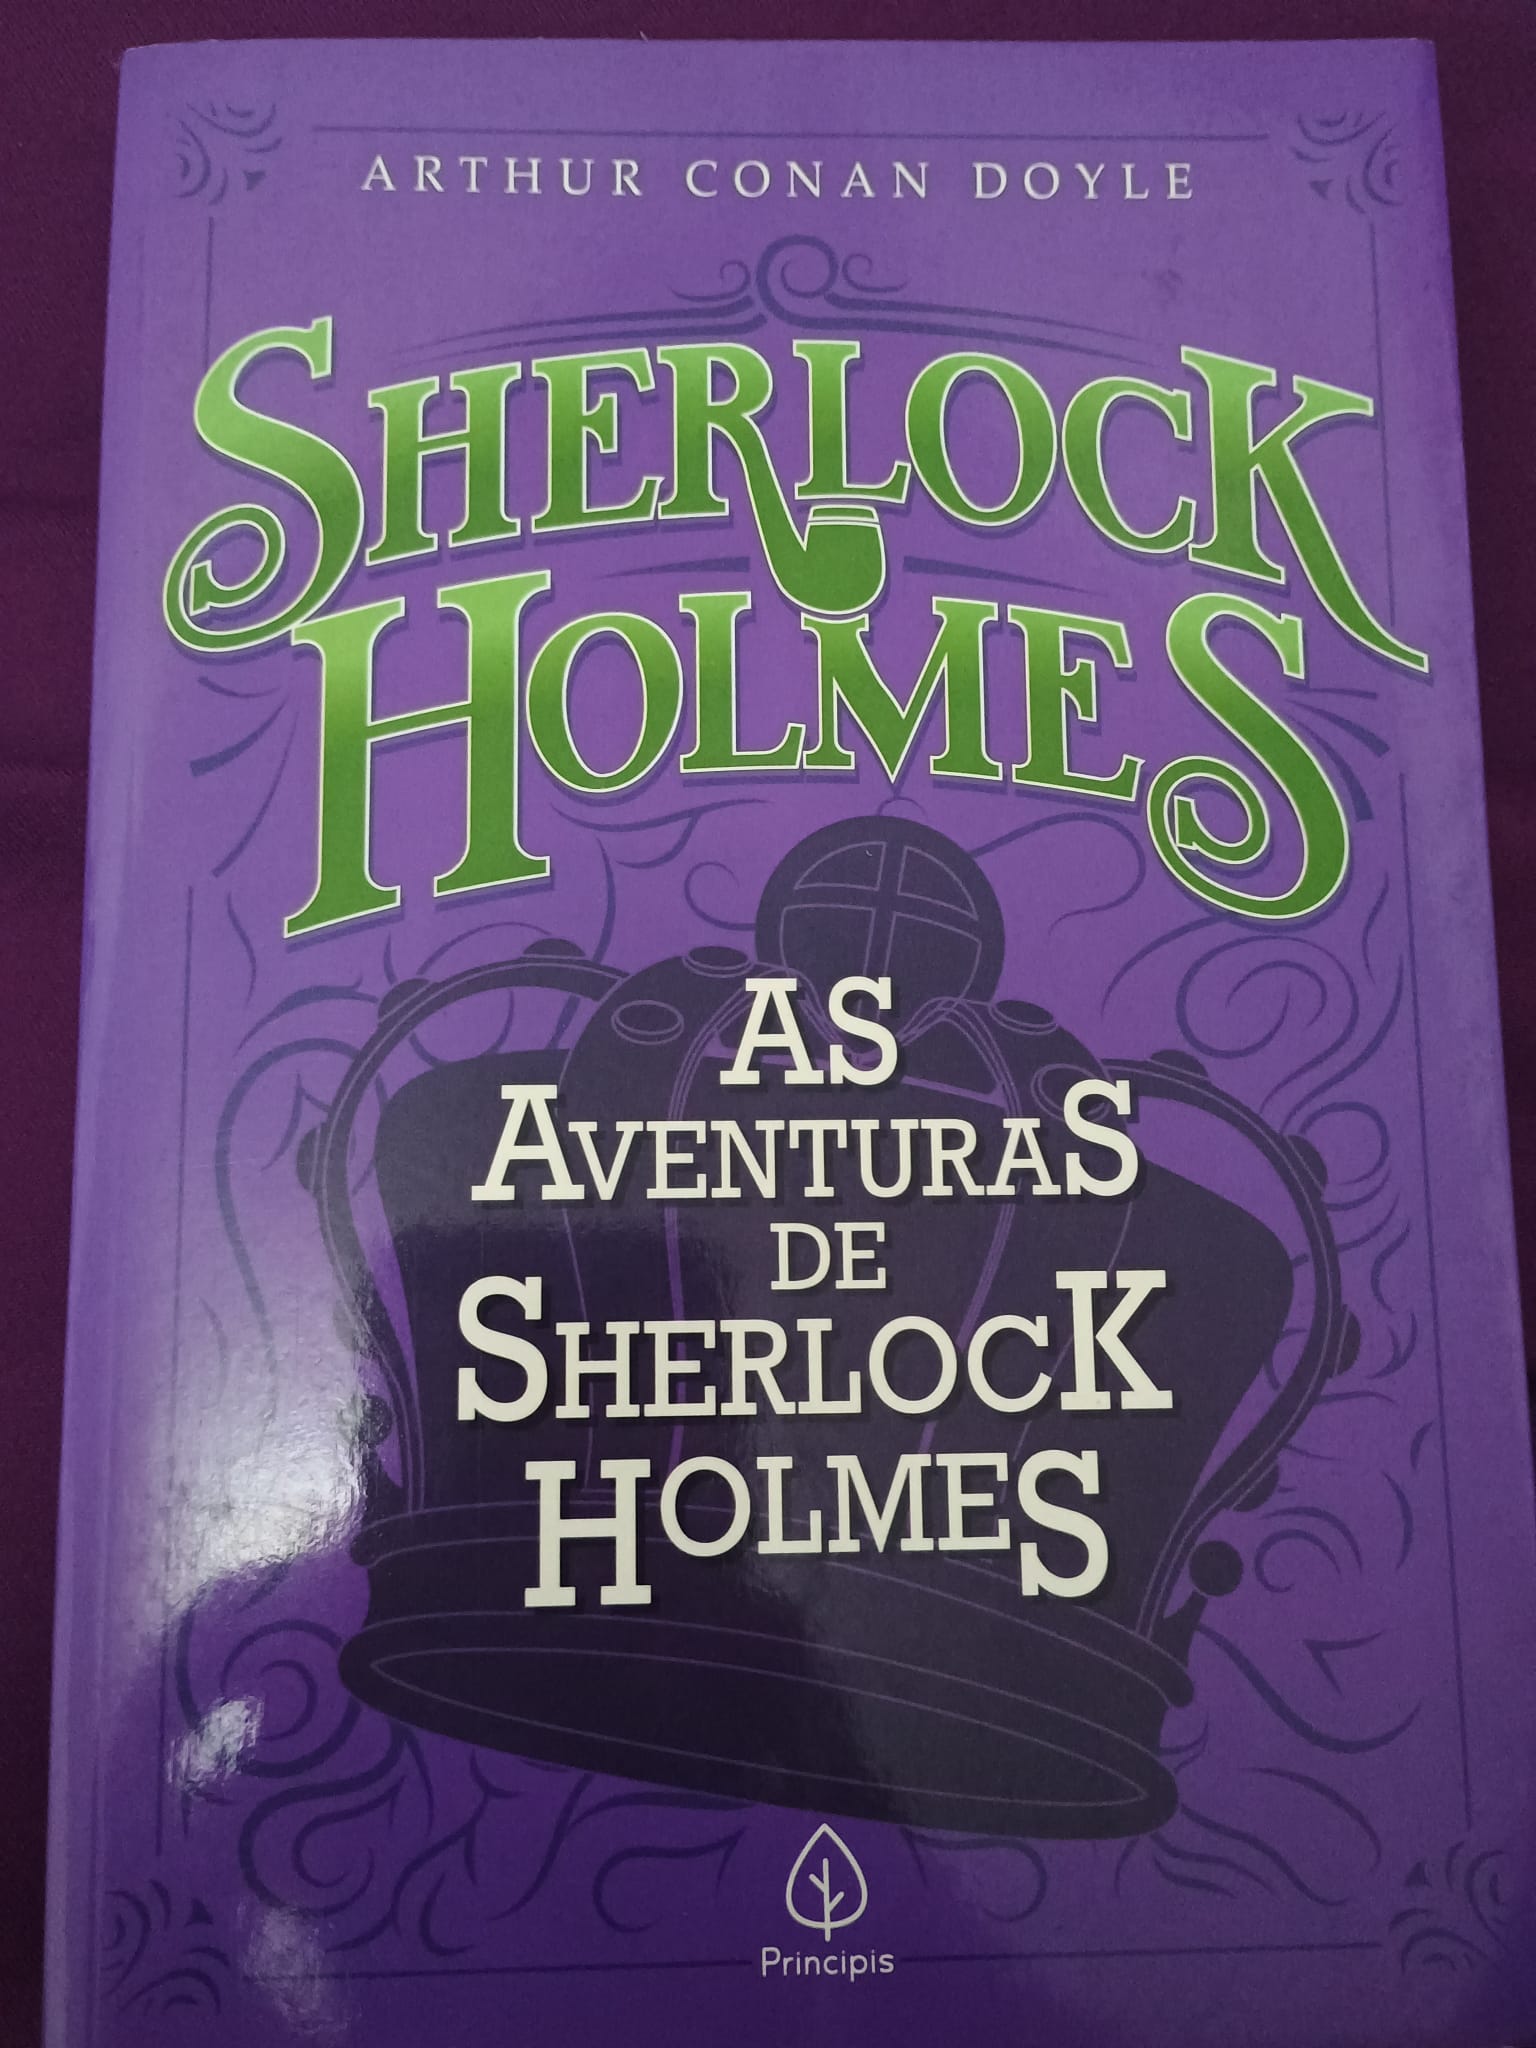 ARTHUR CONAN DOYLE
SHERLOCK
HOLMES
AS
AVENTURAS
DE
SHERLOCK
HOLMES
Principis